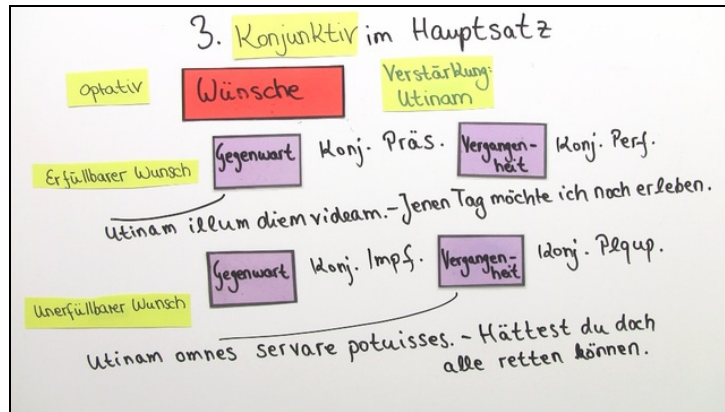 3. Konjunktiv im Hauptsatz
Optativ Wünsche Verstärkung: Utinam
Erfüllbarer Wunsch Gegenwart Konj. Präs. Vergangen-heit Konj. Perf.
Utinam illum diem videam. – Jenen Tag möchte ich noch erleben.
Unerfüllbarer Wunsch Gegenwart Konj. Impf. Vergangen-heit Konj. Plqup.
Utinam omnes servare potuisses. – Hättest du doch
alle retten können.